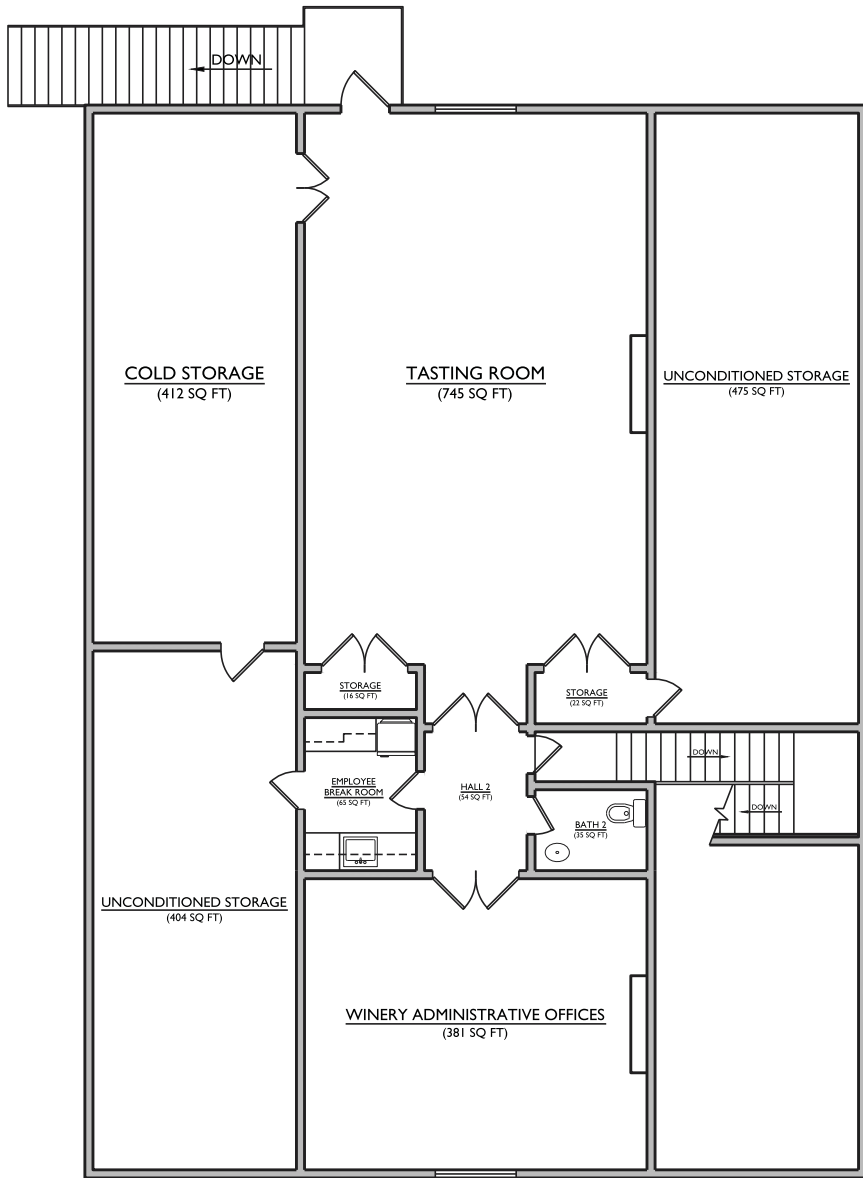 DOWN
COLD STORAGE
(412 SQ FT)
TASTING ROOM
(745 SQ FT)
UNCONDITIONED STORAGE
(475 SQ FT)
STORAGE
(16 SQ FT)
STORAGE
(22 SQ FT)
DOWN
EMPLOYEE
BREAK ROOM
(65 SQ FT)
HALL 2
(54 SQ FT)
DOWN
BATH 2
(35 SQ FT)
UNCONDITIONED STORAGE
(404 SQ FT)
WINERY ADMINISTRATIVE OFFICES
(381 SQ FT)